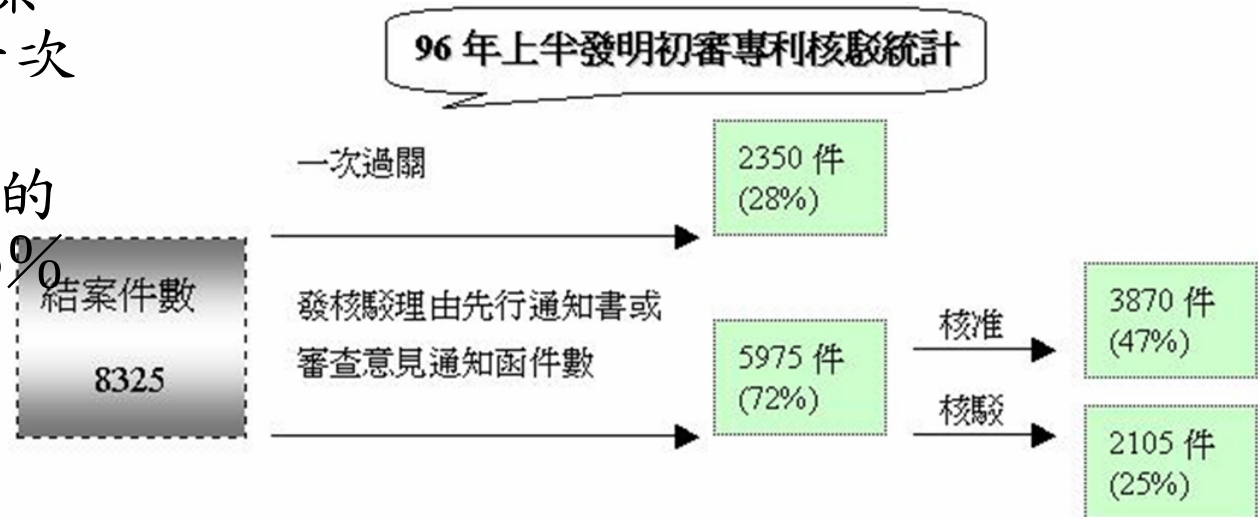 次
的
%
96 年上半發明初審專利核駁統計
一次過關
2350 件
(28%)
結案件數
8325
發核駁理由先行通知書或
審查意見通知函件數
5975 件
(72%)
核准
3870 件
(47%)
核駁
2105 件
(25%)